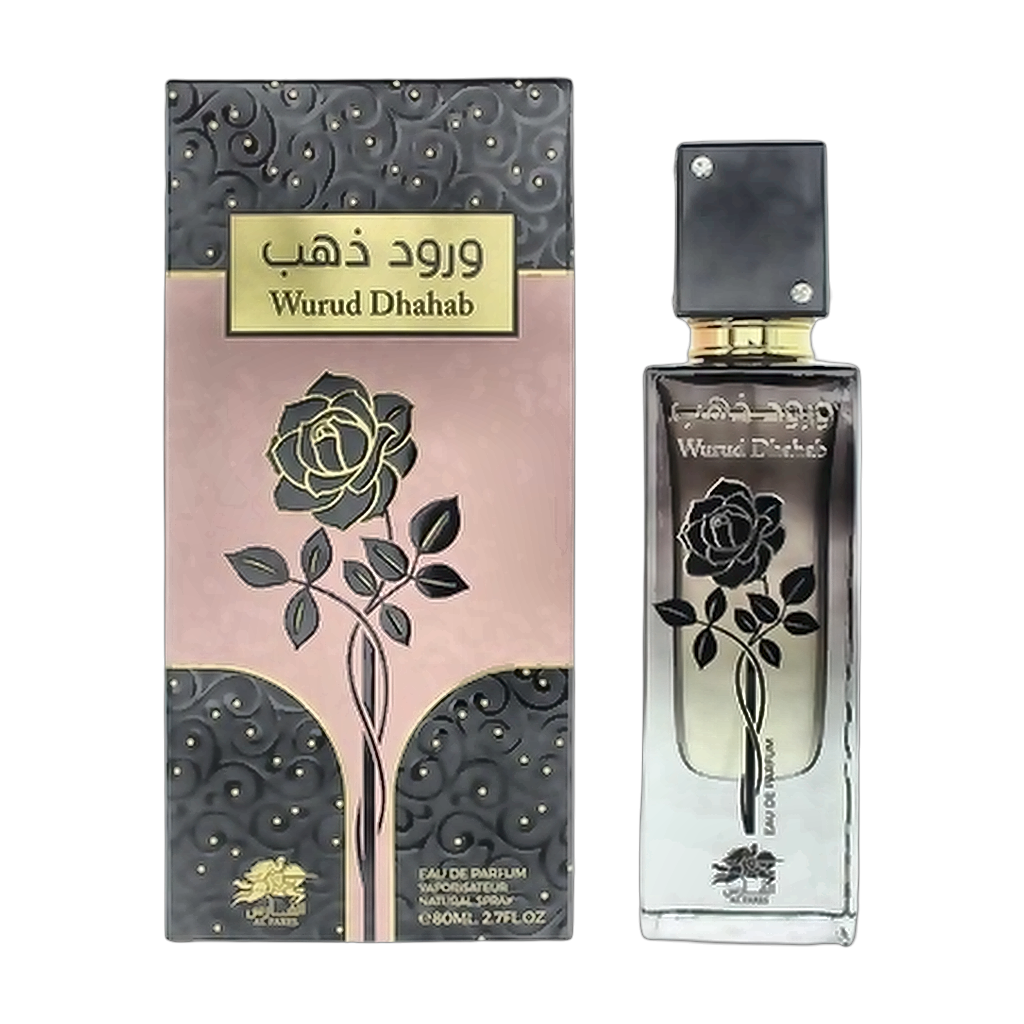 ورود ذهب
Wurud Dhahab
EAU DE PARFUM
VAPORISATEUR
NATURAL SPRAY
℮80ML. 2.7FL.OZ
ورود ذهب
Wurud Dhahab
EAU DE PARFUM